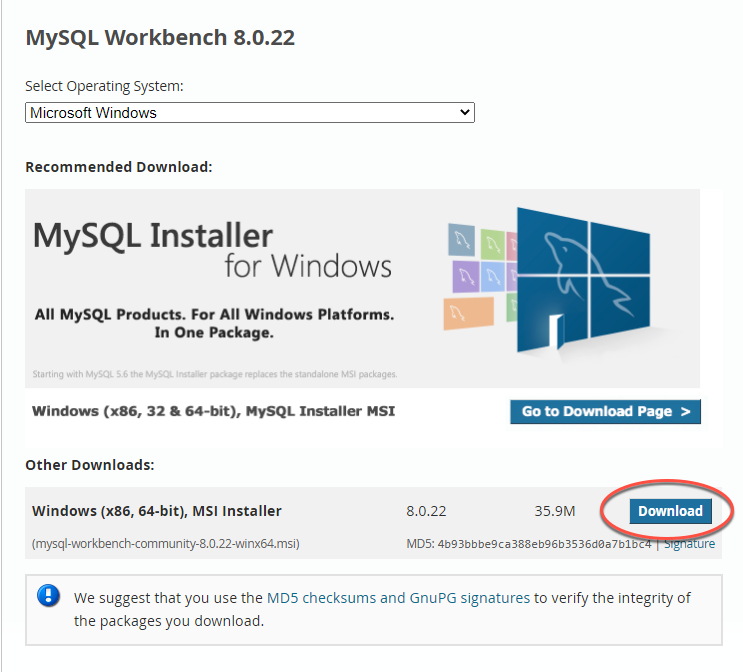 MySQL Workbench 8.0.22
Select Operating System:
Microsoft Windows
Recommended Download:
MySQL Installer
for Windows
All MySQL Products. For All Windows Platforms.
In One Package.
Starting with MySQL 5.6 the MySQL Installer package replaces the standalone MSI packages.
Windows (x86, 32 & 64-bit), MySQL Installer MSI
Go to Download Page >
Other Downloads:
Windows (x86, 64-bit), MSI Installer 8.0.22 35.9M Download
(mysql-workbench-community-8.0.22-winx64.msi) MD5: 4b93bbbe9ca388eb96b3536d0a7b1bc4 | Signature
We suggest that you use the MD5 checksums and GnuPG signatures to verify the integrity of
the packages you download.